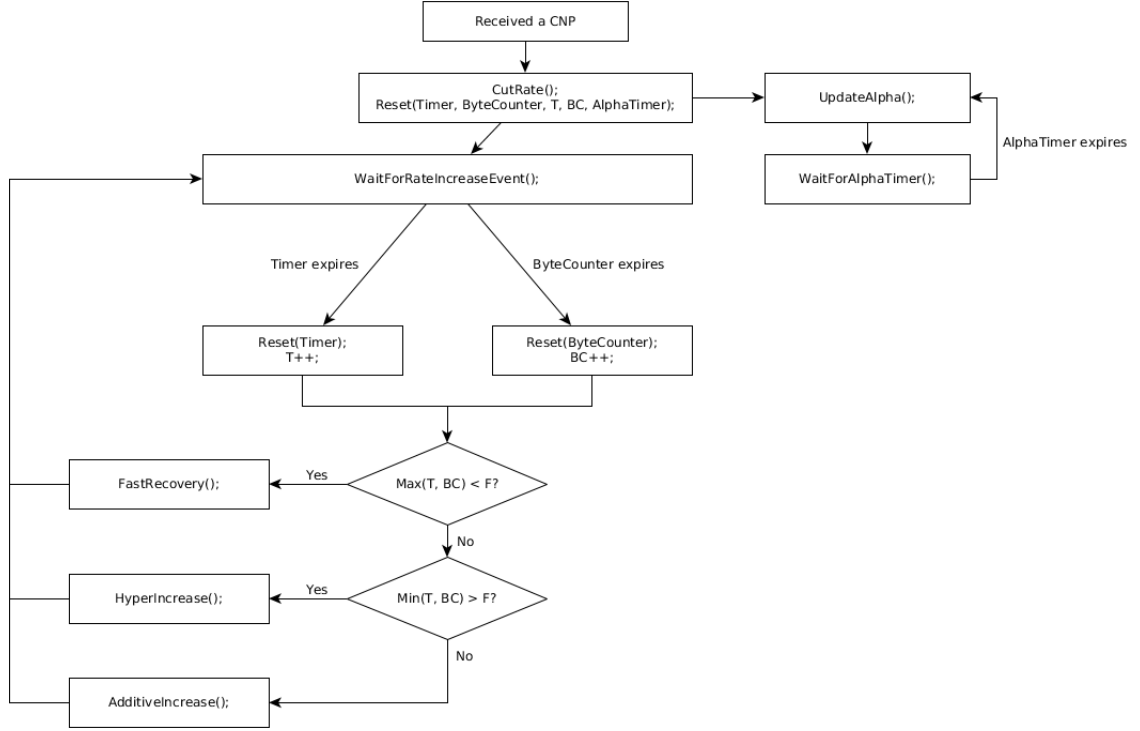 Received a CNP
CutRate();
Reset(Timer, ByteCounter, T, BC, AlphaTimer);
UpdateAlpha();
AlphaTimer expires
WaitForRateIncreaseEvent();
WaitForAlphaTimer();
Timer expires
ByteCounter expires
Reset(Timer);
T++;
Reset(ByteCounter);
BC++;
Max(T, BC) < F?
Yes
FastRecovery();
No
Min(T, BC) > F?
Yes
HyperIncrease();
No
AdditiveIncrease();